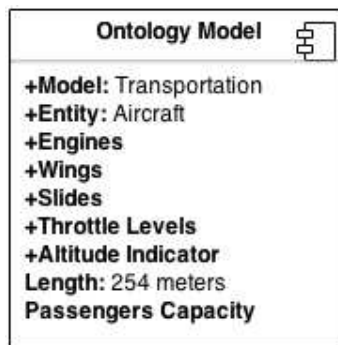 Ontology Model
+Model: Transportation
+Entity: Aircraft
+Engines
+Wings
+Slides
+Throttle Levels
+Altitude Indicator
Length: 254 meters
Passengers Capacity